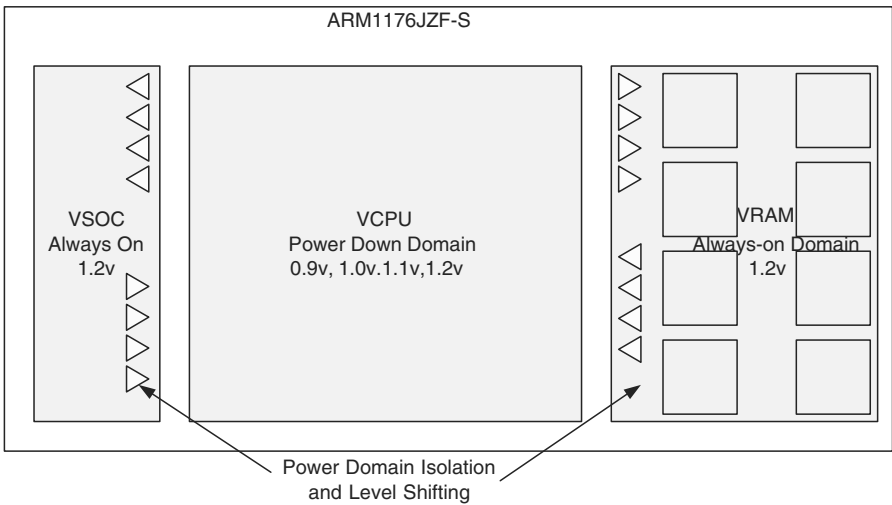 ARM1176JZF-S
VSOC
Always On
1.2v
VCPU
Power Down Domain
0.9v, 1.0v.1.1v,1.2v
VRAM
Always-on Domain
1.2v
Power Domain Isolation
and Level Shifting